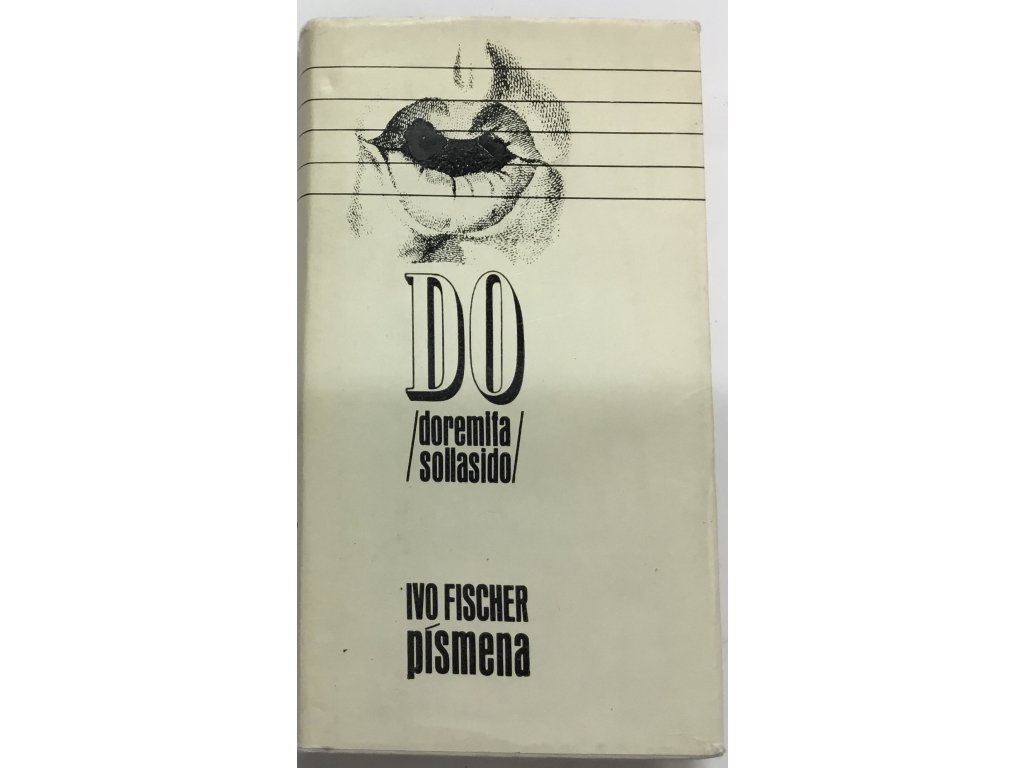 DO
/doremifa
/sollasido/
IVO FISCHER
písmena